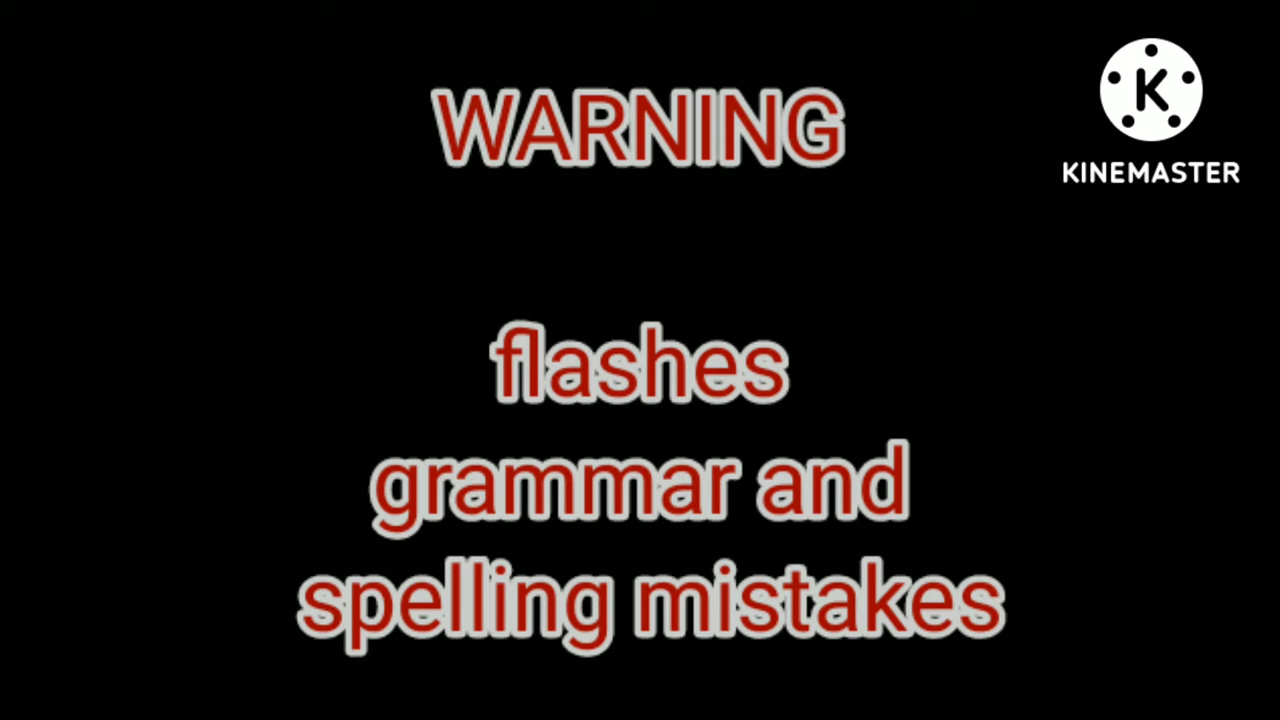 WARNING
K
KINEMASTER
flashes
grammar and
spelling mistakes